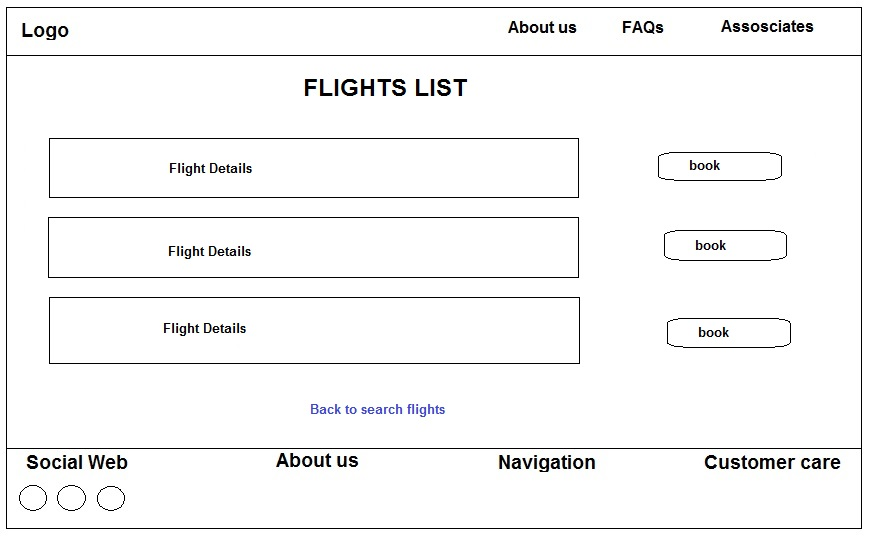 Logo
About us
FAQs
Assosciates
FLIGHTS LIST
Flight Details
book
Flight Details
book
Flight Details
book
Back to search flights
Social Web
About us
Navigation
Customer care